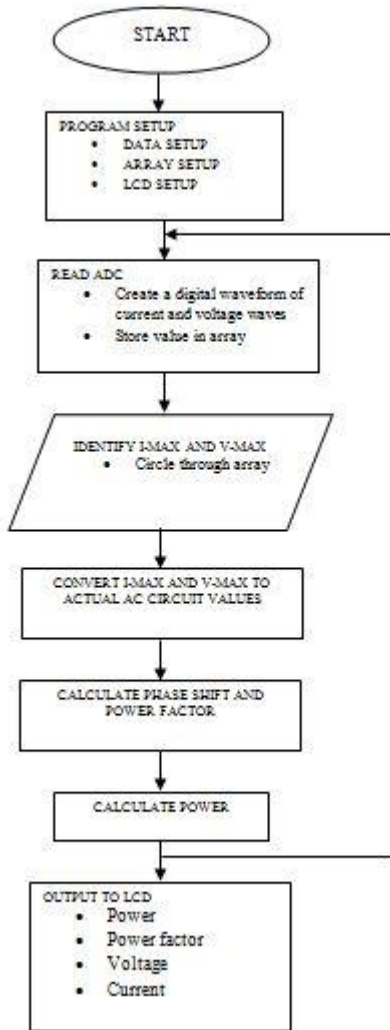 START
PROGRAM SETUP
• DATA SETUP
• ARRAY SETUP
• LCD SETUP
READ ADC
• Create a digital waveform of
current and voltage waves
• Store value in array
IDENTIFY I-MAX AND V-MAX
• Circle through array
CONVERT I-MAX AND V-MAX TO
ACTUAL AC CIRCUIT VALUES
CALCULATE PHASE SHIFT AND
POWER FACTOR
CALCULATE POWER
OUTPUT TO LCD
• Power
• Power factor
• Voltage
• Current